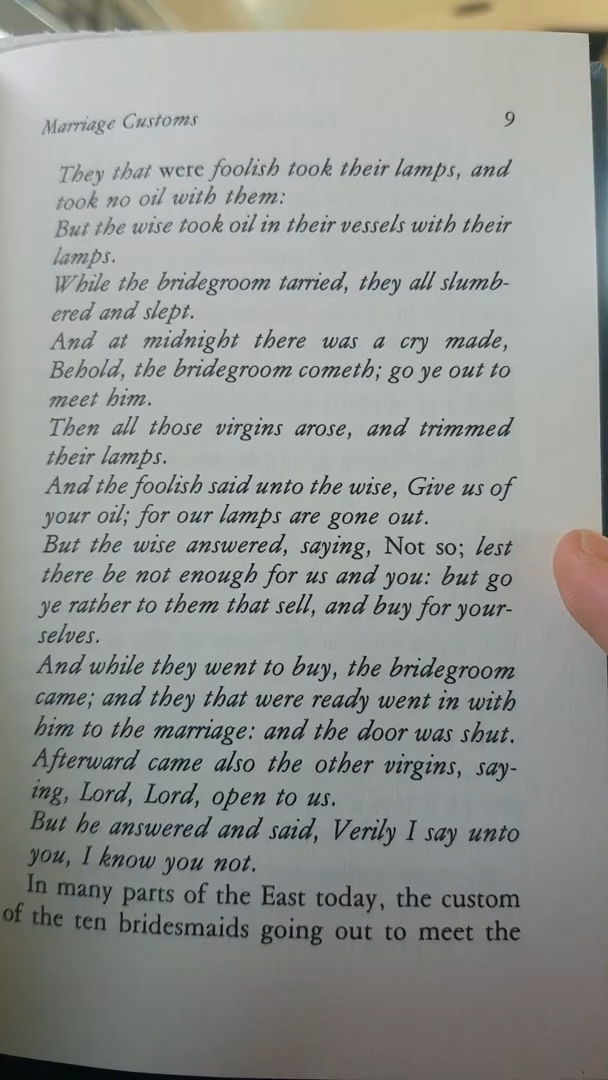 Marriage Customs 9
They that were foolish took their lamps, and
took no oil with them:
But the wise took oil in their vessels with their
lamps.
While the bridegroom tarried, they all slumb-
ered and slept.
And at midnight there was a cry made,
Behold, the bridegroom cometh; go ye out to
meet him.
Then all those virgins arose, and trimmed
their lamps.
And the foolish said unto the wise, Give us of
your oil; for our lamps are gone out.
But the wise answered, saying, Not so; lest
there be not enough for us and you: but go
ye rather to them that sell, and buy for your-
selves.
And while they went to buy, the bridegroom
came; and they that were ready went in with
him to the marriage: and the door was shut.
Afterward came also the other virgins, say-
ing, Lord, Lord, open to us.
But he answered and said, Verily I say unto
you, I know you not.
In many parts of the East today, the custom
of the ten bridesmaids going out to meet the